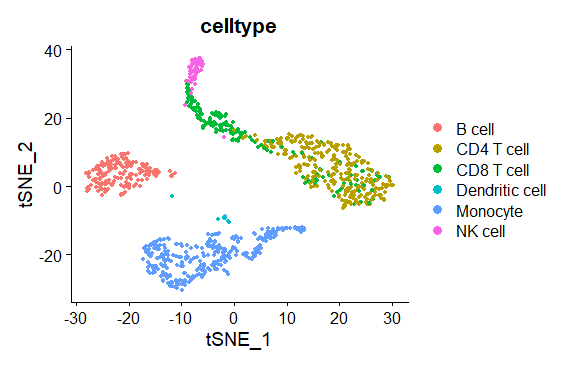 celltype
tSNE_2
40
20
0
-20
-30
-20
-10
0
10
20
30
tSNE_1
B cell
CD4 T cell
CD8 T cell
Dendritic cell
Monocyte
NK cell